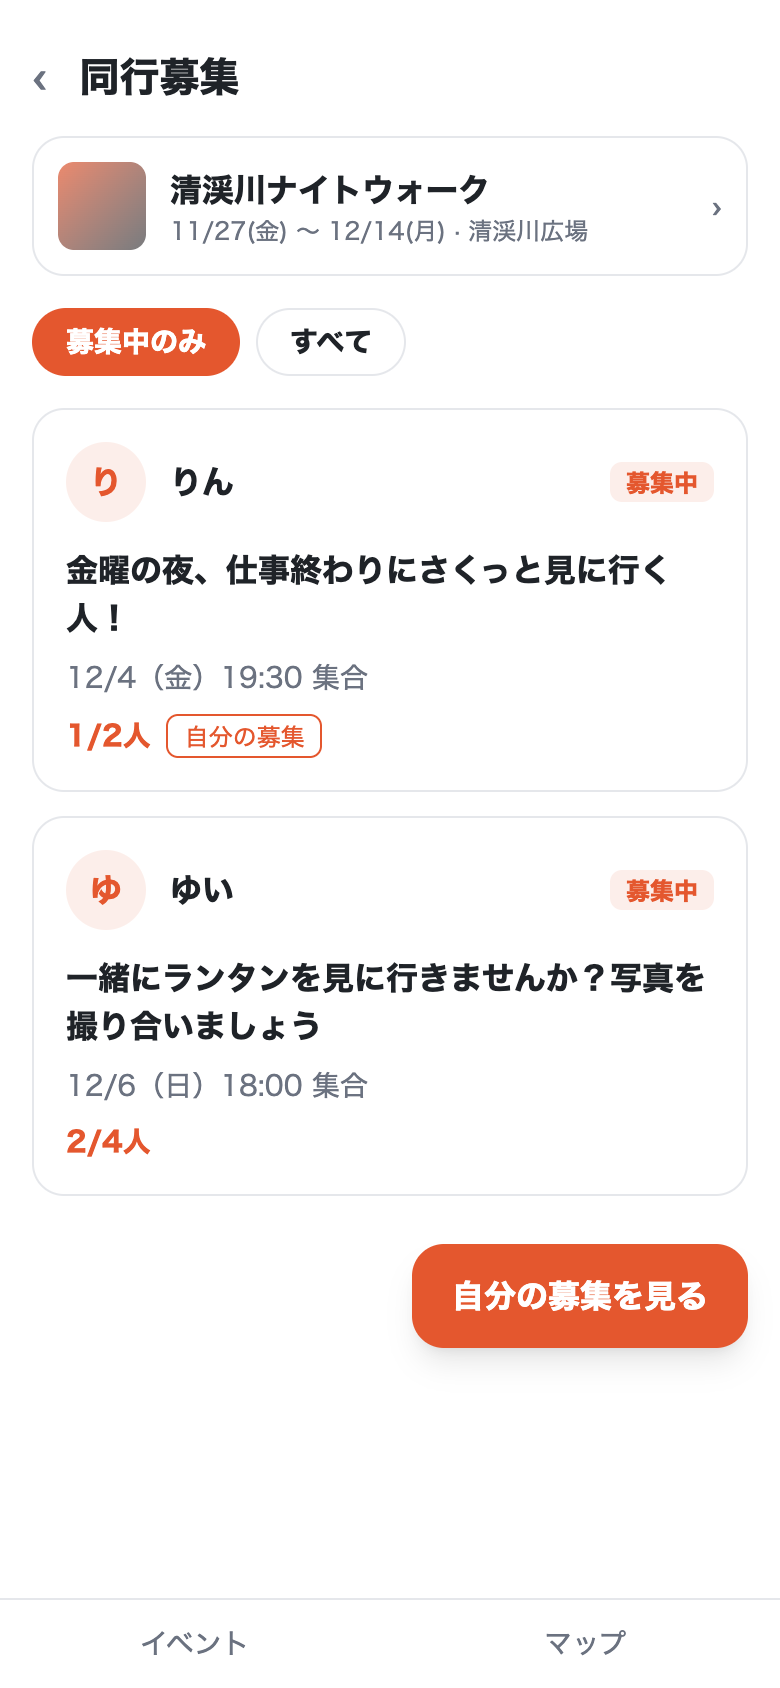 ‹ 同行募集
清渓川ナイトウォーク
11/27(金) 〜 12/14(月) · 清渓川広場
›
募集中のみ すべて
り りん 募集中
金曜の夜、仕事終わりにさくっと見に行く
人！
12/4（金）19:30 集合
1/2人 自分の募集
ゆ ゆい 募集中
一緒にランタンを見に行きませんか？写真を
撮り合いましょう
12/6（日）18:00 集合
2/4人
自分の募集を見る
イベント マップ